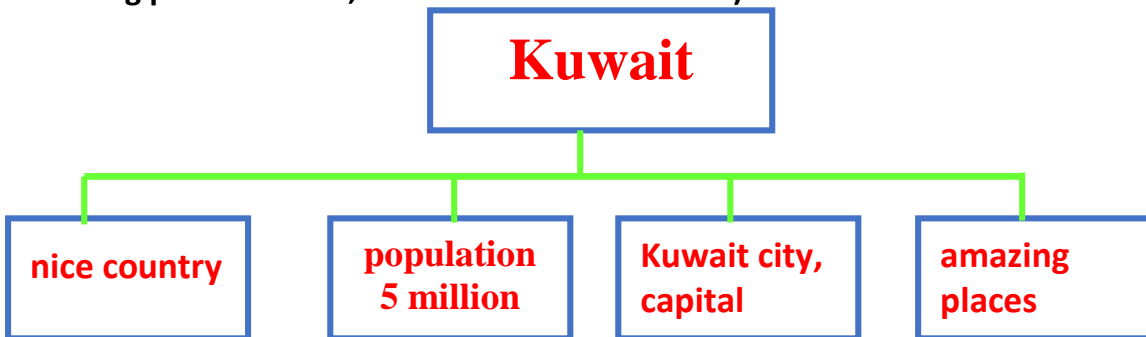 Kuwait
nice country
population
5 million
Kuwait city,
capital
amazing
places